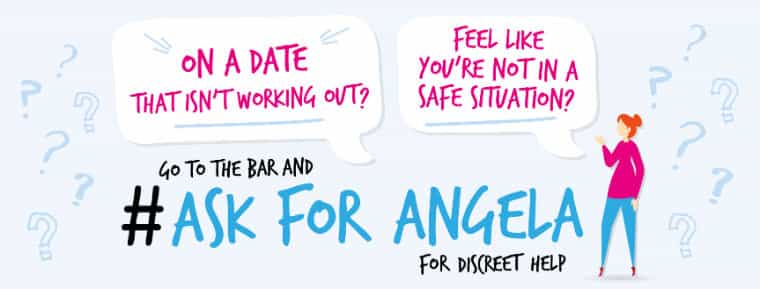 ON A DATE
THAT ISN'T WORKING OUT?
FEEL LIKE
YOU'RE NOT IN A
SAFE SITUATION?
GO TO THE BAR AND
#ASK FOR ANGELA
FOR DISCREET HELP